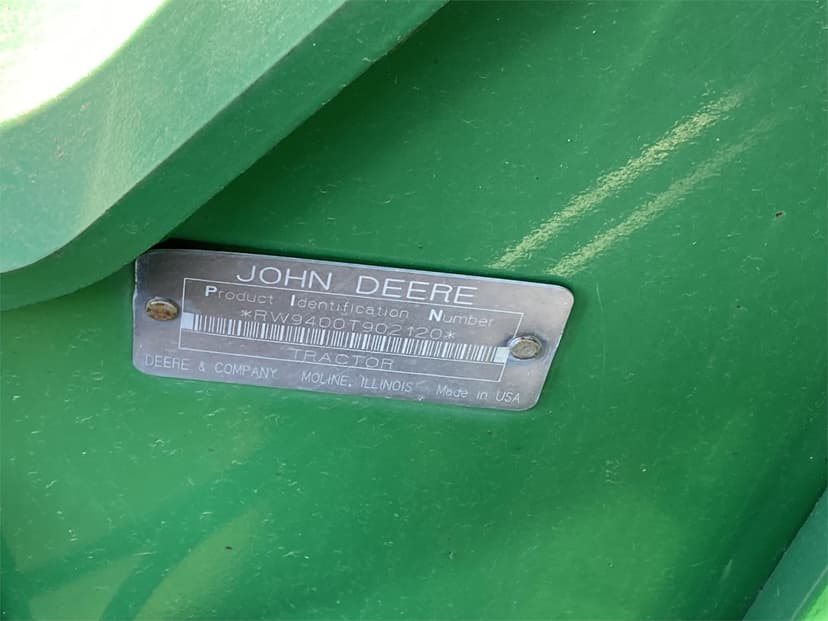 JOHN DEERE
Product Identification Number
*RW9400T902120*
TRACTOR
DEERE & COMPANY MOLINE, ILLINOIS Made in USA